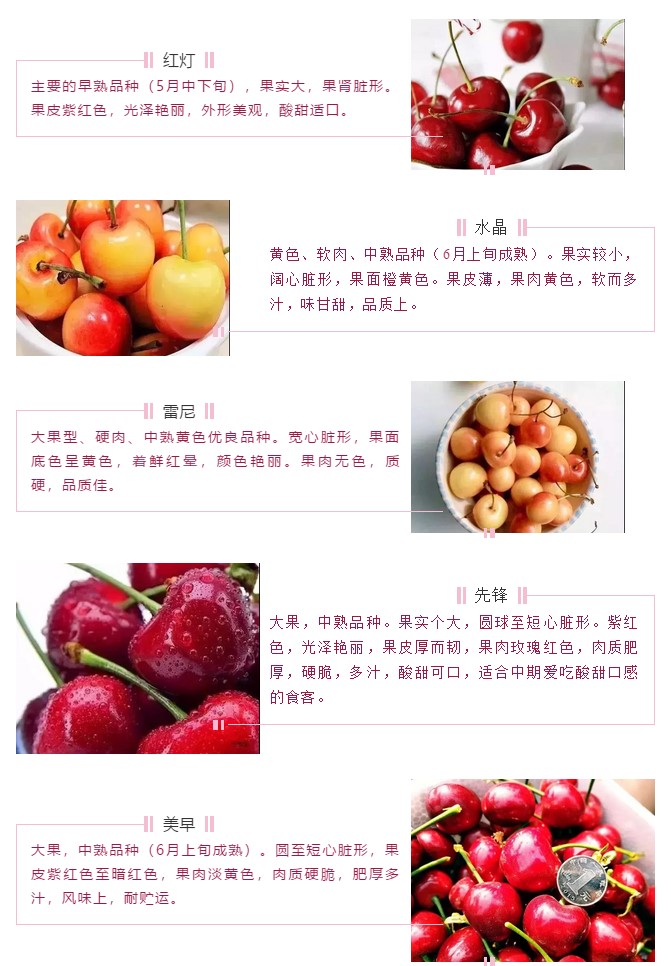 红灯
主要的早熟品种（5月中下旬），果实大，果肾脏形。
果皮紫红色，光泽艳丽，外形美观，酸甜适口。
水晶
黄色、软肉、中熟品种（6月上旬成熟）。果实较小，
阔心脏形，果面橙黄色。果皮薄，果肉黄色，软而多
汁，味甘甜，品质上。
雷尼
大果型、硬肉、中熟黄色优良品种。宽心脏形，果面
底色呈黄色，着鲜红晕，颜色艳丽。果肉无色，质
硬，品质佳。
先锋
大果，中熟品种。果实个大，圆球至短心脏形。紫红
色，光泽艳丽，果皮厚而韧，果肉玫瑰红色，肉质肥
厚，硬脆，多汁，酸甜可口，适合中期爱吃酸甜口感
的食客。
美早
大果，中熟品种（6月上旬成熟）。圆至短心脏形，果
皮紫红色至暗红色，果肉淡黄色，肉质硬脆，肥厚多
汁，风味上，耐贮运。